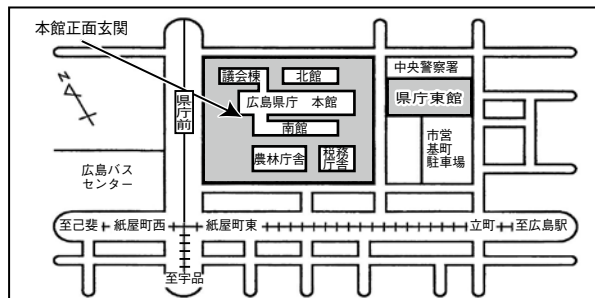 本館正面玄関
中央警察署
議会棟
北館
県庁東館
広島県庁 本館
県庁前
N
南館
市営
基町
駐車場
農林庁舎
税務
庁舎
広島バス
センター
至己斐
紙屋町西
紙屋町東
立町
至広島駅
至宇品